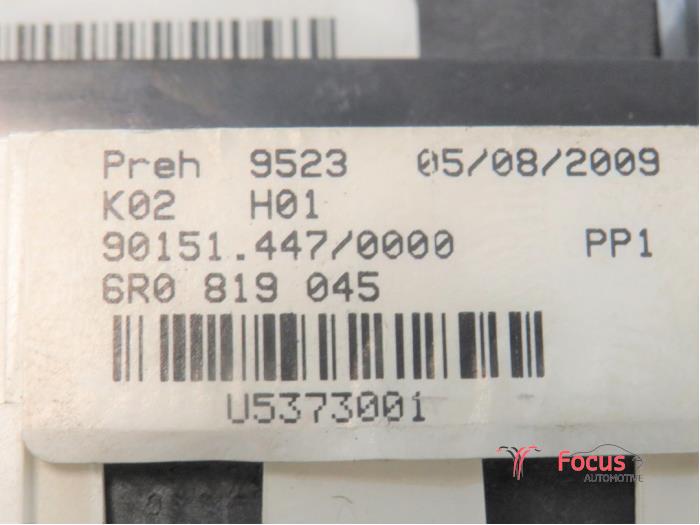 Preh 9523 05/08/2009
K02 H01
90151.447/0000 PP1
6R0 819 045
U5373001
Focus
AUTOMOTIVE